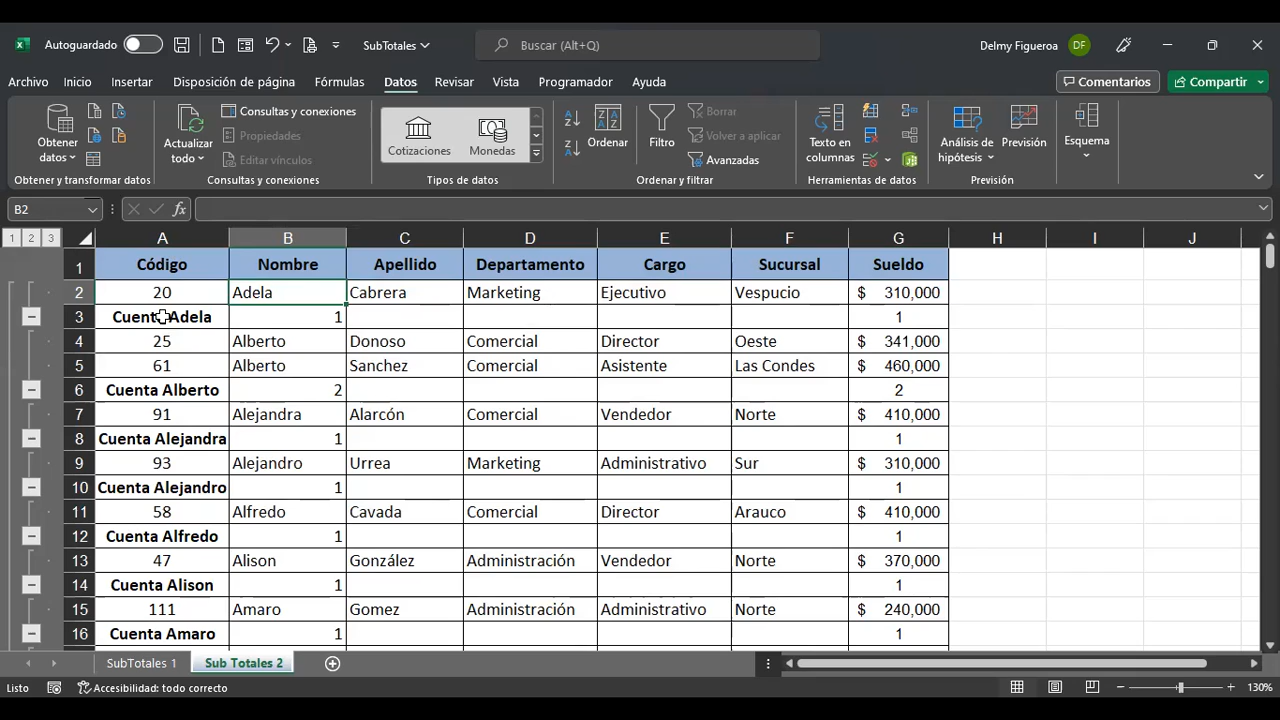 Autoguardado SubTotales Buscar (Alt+Q) Delmy Figueroa DF
Archivo Inicio Insertar Disposición de página Fórmulas Datos Revisar Vista Programador Ayuda Comentarios Compartir
Obtener datos
Actualizar todo
Consultas y conexiones
Propiedades
Editar vínculos
Cotizaciones Monedas
Ordenar
Filtro
Borrar
Volver a aplicar
Avanzadas
Texto en columnas
Análisis de hipótesis
Previsión
Esquema
Obtener y transformar datos Consultas y conexiones Tipos de datos Ordenar y filtrar Herramientas de datos Previsión
B2 fx
1 2 3 A B C D E F G H I J
1 Código Nombre Apellido Departamento Cargo Sucursal Sueldo
2 20 Adela Cabrera Marketing Ejecutivo Vespucio $ 310,000
3 Cuenta Adela 1 1
4 25 Alberto Donoso Comercial Director Oeste $ 341,000
5 61 Alberto Sanchez Comercial Asistente Las Condes $ 460,000
6 Cuenta Alberto 2 2
7 91 Alejandra Alarcón Comercial Vendedor Norte $ 410,000
8 Cuenta Alejandra 1 1
9 93 Alejandro Urrea Marketing Administrativo Sur $ 310,000
10 Cuenta Alejandro 1 1
11 58 Alfredo Cavada Comercial Director Arauco $ 410,000
12 Cuenta Alfredo 1 1
13 47 Alison González Administración Vendedor Norte $ 370,000
14 Cuenta Alison 1 1
15 111 Amaro Gomez Administración Administrativo Norte $ 240,000
16 Cuenta Amaro 1 1
SubTotales 1 Sub Totales 2
Listo Accesibilidad: todo correcto 130%